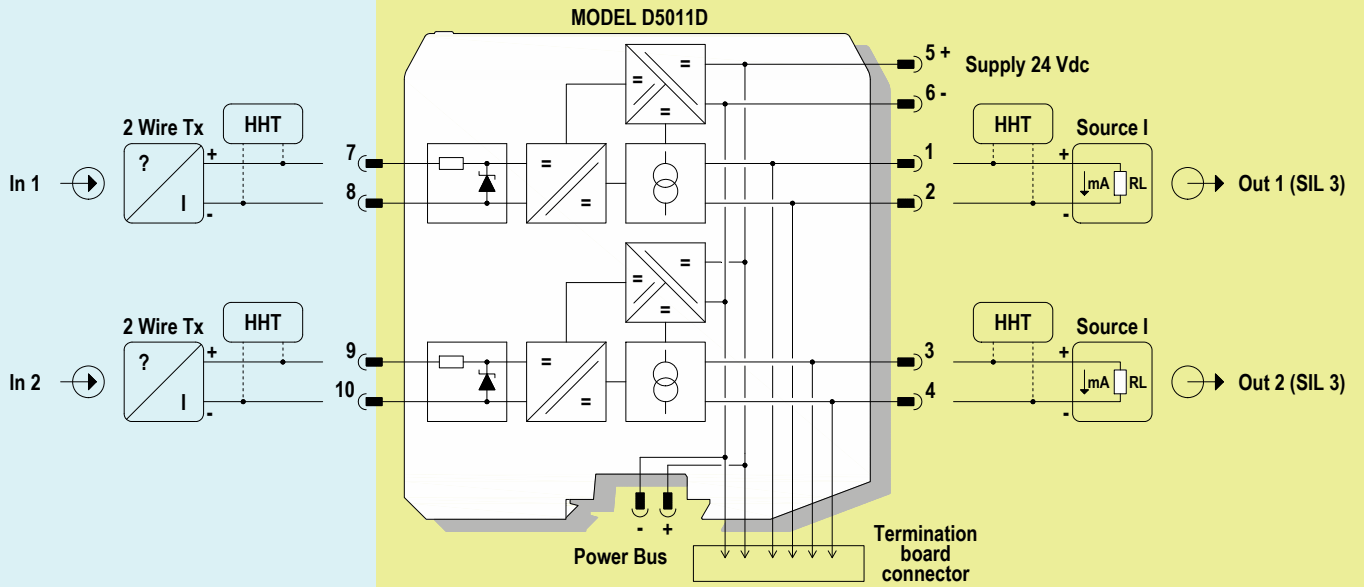 MODEL D5011D
5 +
Supply 24 Vdc
6 -
2 Wire Tx
HHT
7
=
=
=
1
HHT
Source I
In 1
?
I
+
-
8
=
=
2
+
mA
RL
-
Out 1 (SIL 3)
2 Wire Tx
HHT
9
=
=
=
3
HHT
Source I
In 2
?
I
+
-
10
=
=
4
+
mA
RL
-
Out 2 (SIL 3)
- +
Power Bus
Termination
board
connector